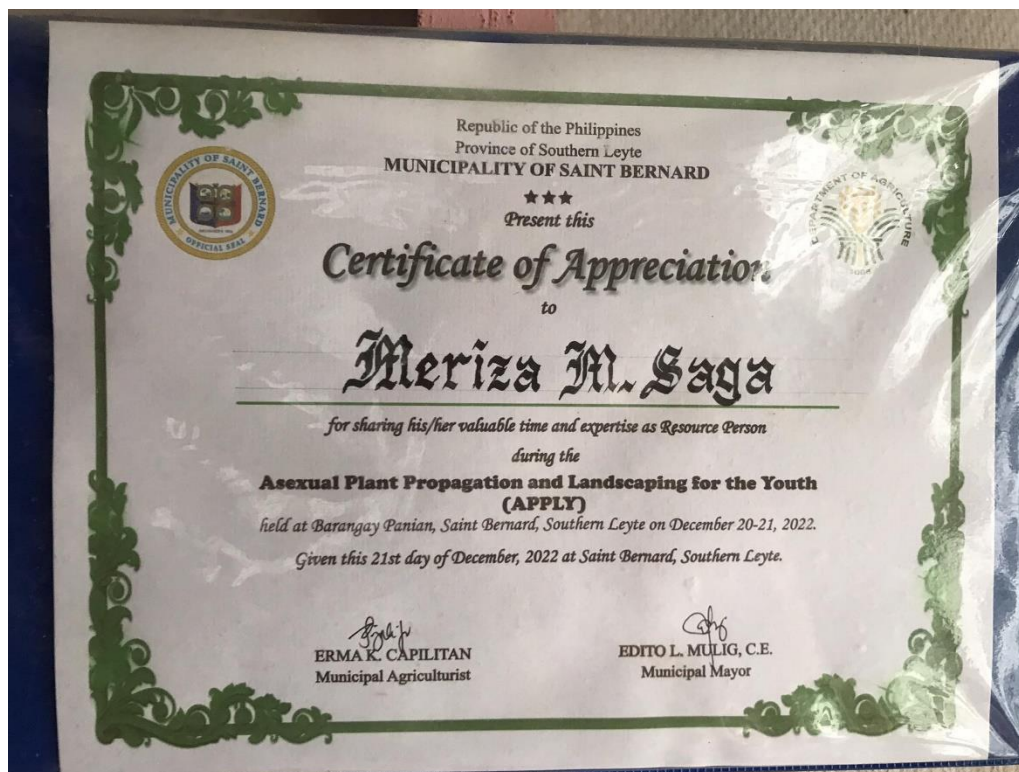 Republic of the Philippines
Province of Southern Leyte
MUNICIPALITY OF SAINT BERNARD
MUNICIPALITY OF SAINT BERNARD
OFFICIAL SEAL
DEPARTMENT OF AGRICULTURE
Present this
Certificate of Appreciation
to
Meriza M. Saga
for sharing his/her valuable time and expertise as Resource Person
during the
Asexual Plant Propagation and Landscaping for the Youth
(APPLY)
held at Barangay Panian, Saint Bernard, Southern Leyte on December 20-21, 2022.
Given this 21st day of December, 2022 at Saint Bernard, Southern Leyte.
ERMA K. CAPILITAN
Municipal Agriculturist
EDITO L. MULIG, C.E.
Municipal Mayor